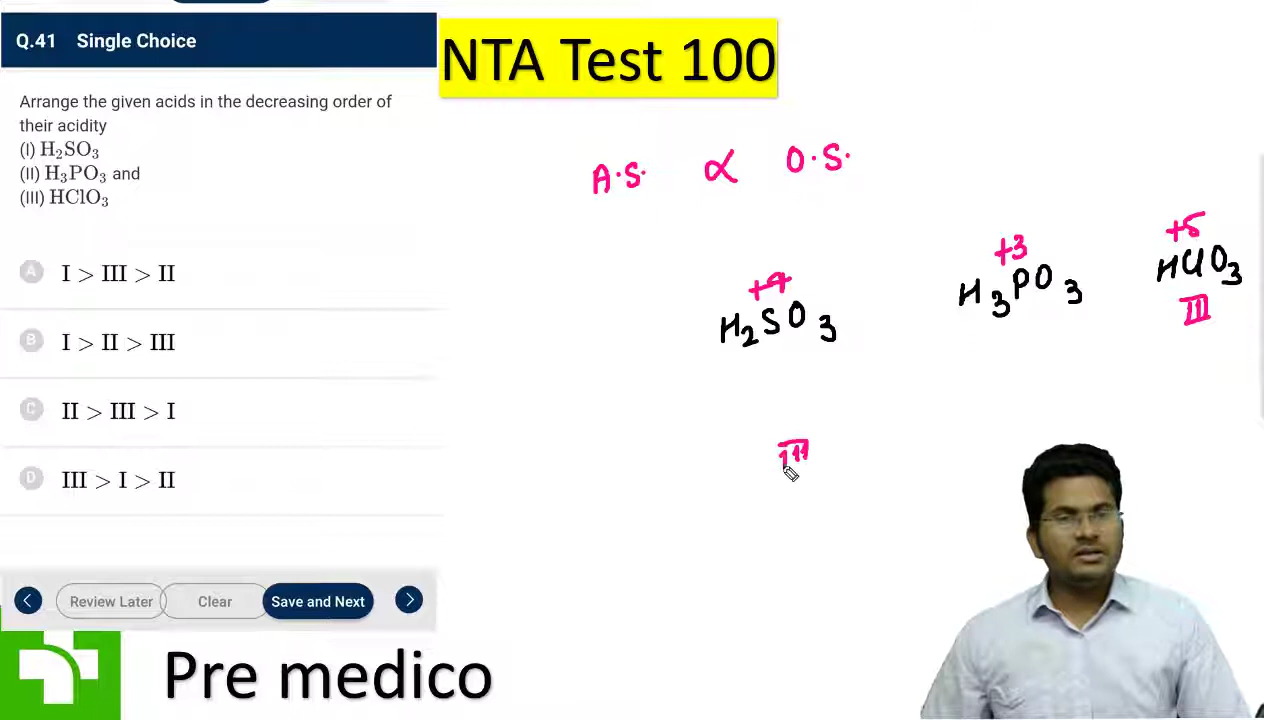 Q.41 Single Choice
NTA Test 100
Arrange the given acids in the decreasing order of
their acidity
(I) H₂SO₃
(II) H₃PO₃ and
(III) HClO₃
A I > III > II
B I > II > III
C II > III > I
D III > I > II
Review Later
Clear
Save and Next
Pre medico
A.S. ∝ O.S.
+4
H₂SO₃
+3
H₃PO₃
+5
HClO₃
III
III